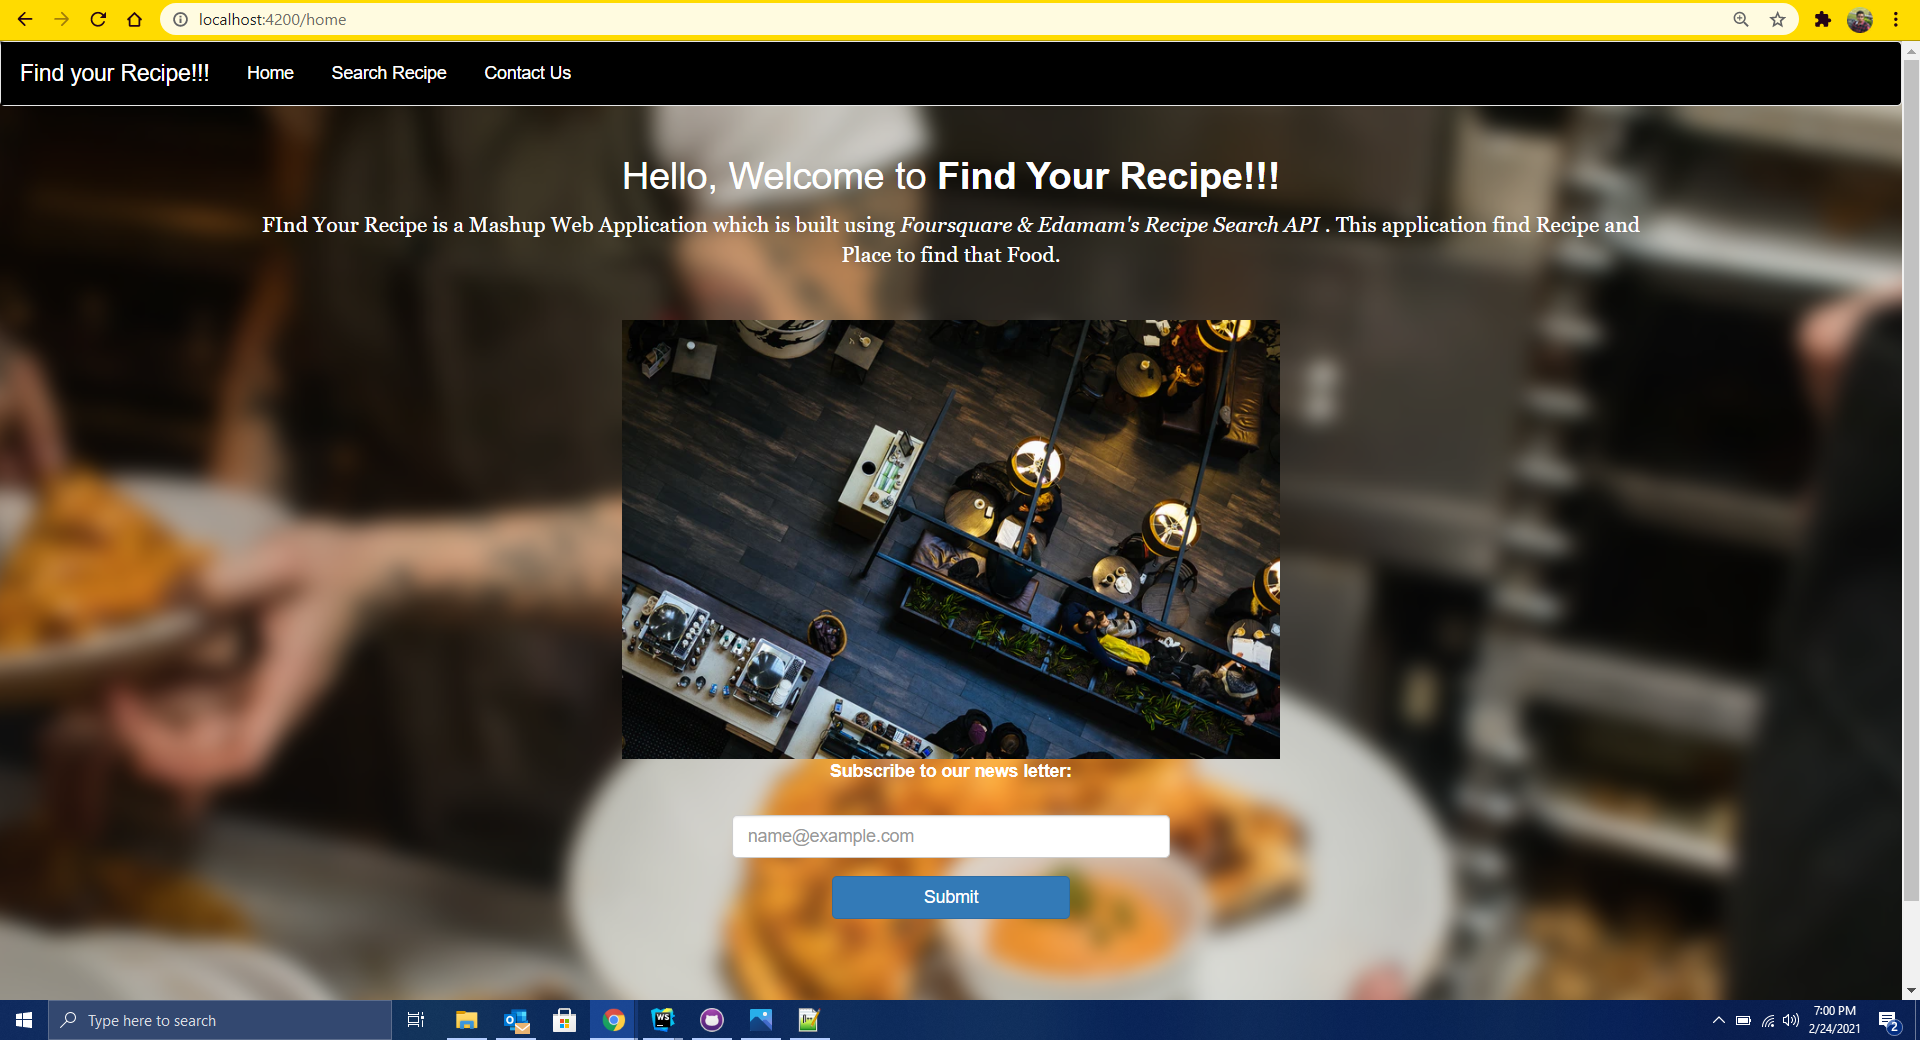 localhost:4200/home
Find your Recipe!!! Home Search Recipe Contact Us
Hello, Welcome to Find Your Recipe!!!
FInd Your Recipe is a Mashup Web Application which is built using Foursquare & Edamam's Recipe Search API . This application find Recipe and
Place to find that Food.
Subscribe to our news letter:
name@example.com
Submit
Type here to search
WS
7:00 PM
2/24/2021
2